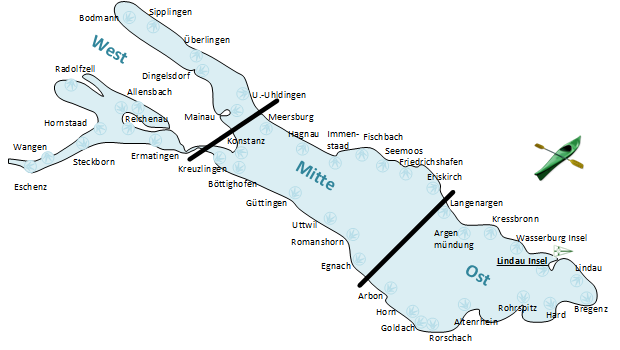 Bodmann
Sipplingen
Überlingen
West
Dingelsdorf
Radolfzell
Allensbach
U.-Uhldingen
Mainau
Meersburg
Hornstaad
Reichenau
Hagnau
Immen-
staad
Fischbach
Konstanz
Wangen
Steckborn
Ermatingen
Kreuzlingen
Seemoos
Friedrichshafen
Eriskirch
Eschenz
Böttighofen
Mitte
Güttingen
Langenargen
Kressbronn
Uttwil
Argen
mündung
Wasserburg Insel
Romanshorn
Lindau Insel
Lindau
Egnach
Ost
Arbon
Horn
Goldach
Rorschach
Altenrhein
Rohrspitz
Hard
Bregenz